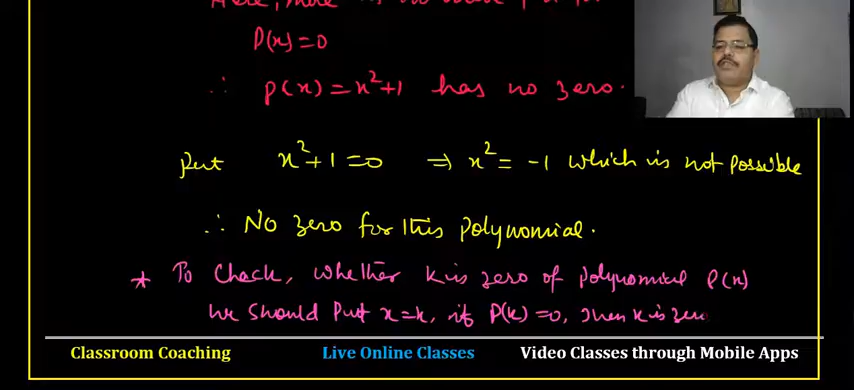 P(x)=0
∴ P(x)=x²+1 has no zero.
Put x²+1=0 ⇒ x²=-1 which is not possible
∴ No zero for this polynomial.
* To Check, whether k is zero of polynomial P(x)
we should Put x=k, if P(k)=0, then k is zero
Classroom Coaching Live Online Classes Video Classes through Mobile Apps